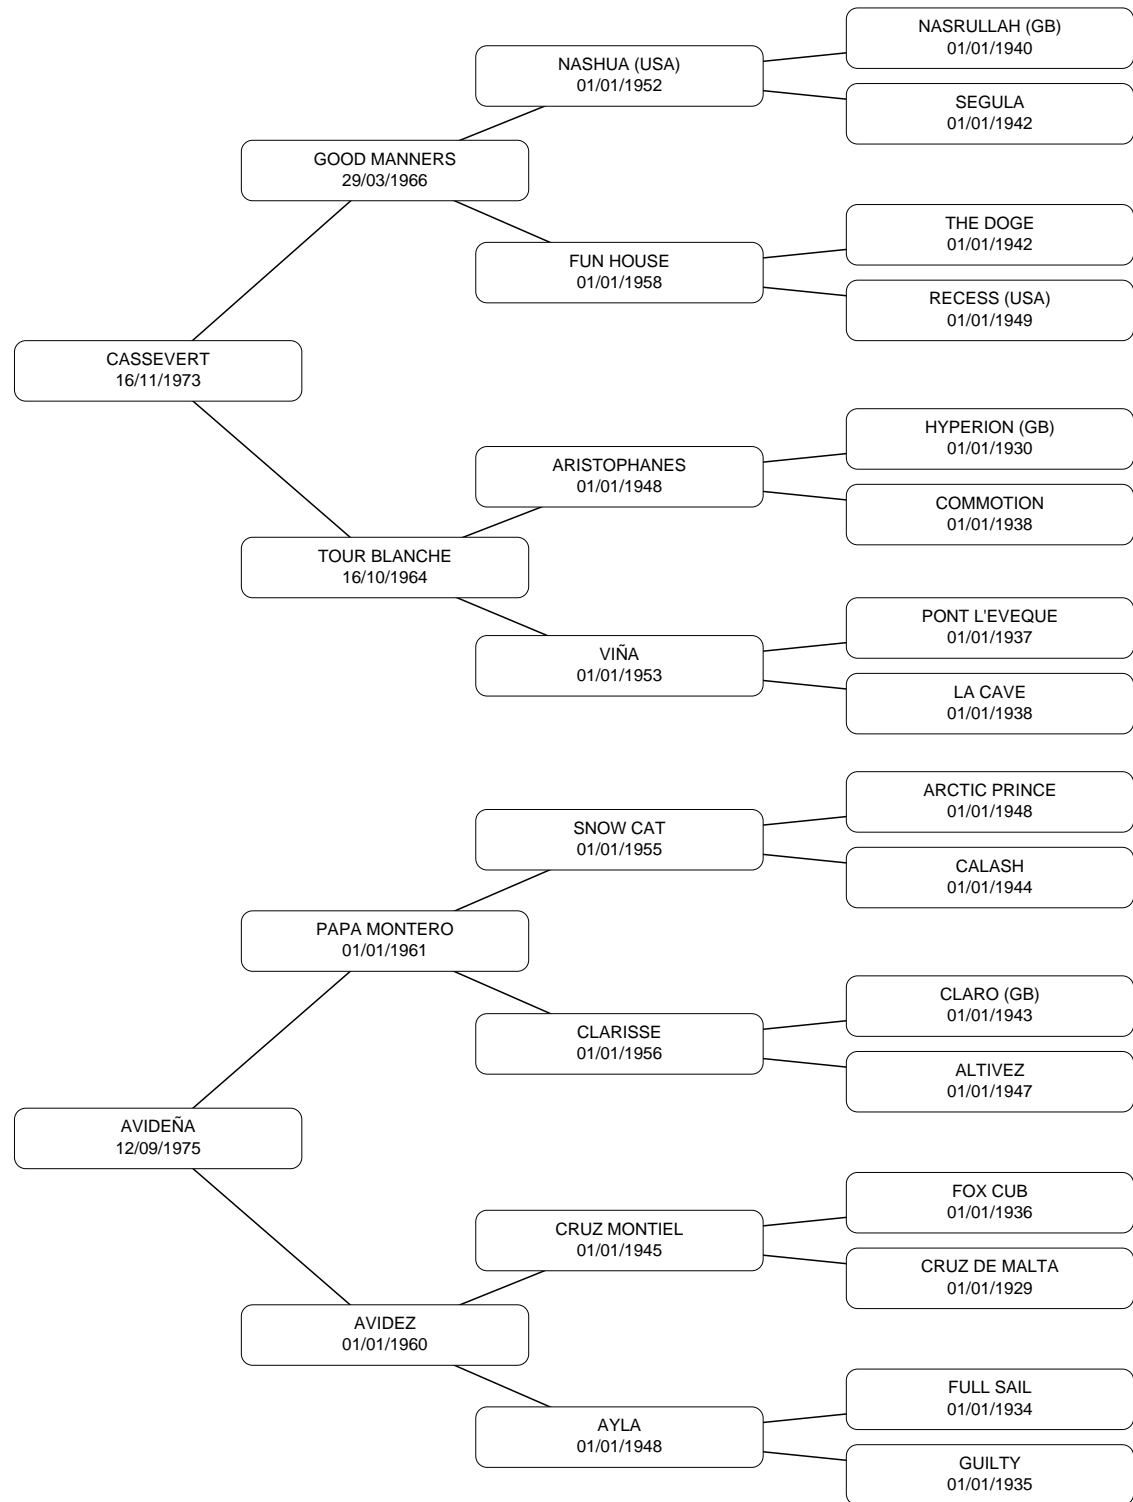 NASRULLAH (GB)
01/01/1940
NASHUA (USA)
01/01/1952
SEGULA
01/01/1942
GOOD MANNERS
29/03/1966
THE DOGE
01/01/1942
FUN HOUSE
01/01/1958
RECESS (USA)
01/01/1949
CASSEVERT
16/11/1973
HYPERION (GB)
01/01/1930
ARISTOPHANES
01/01/1948
COMMOTION
01/01/1938
TOUR BLANCHE
16/10/1964
PONT L'EVEQUE
01/01/1937
VIÑA
01/01/1953
LA CAVE
01/01/1938
ARCTIC PRINCE
01/01/1948
SNOW CAT
01/01/1955
CALASH
01/01/1944
PAPA MONTERO
01/01/1961
CLARO (GB)
01/01/1943
CLARISSE
01/01/1956
ALTIVEZ
01/01/1947
AVIDEÑA
12/09/1975
FOX CUB
01/01/1936
CRUZ MONTIEL
01/01/1945
CRUZ DE MALTA
01/01/1929
AVIDEZ
01/01/1960
FULL SAIL
01/01/1934
AYLA
01/01/1948
GUILTY
01/01/1935